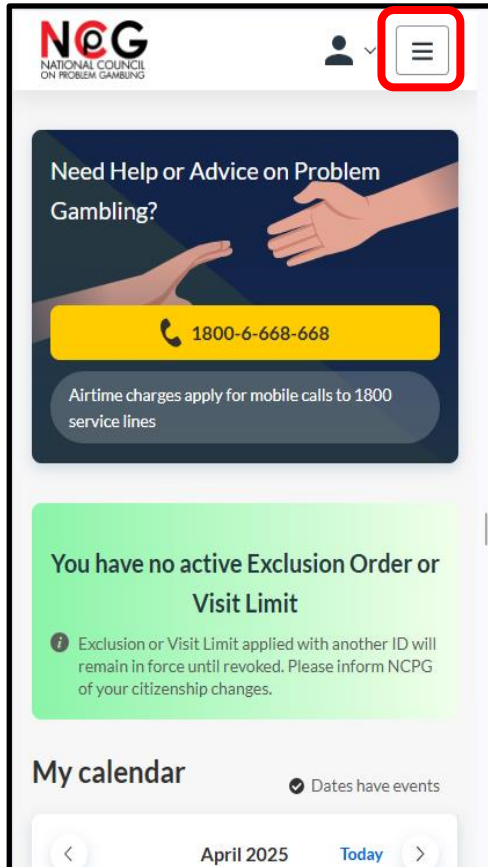 NCPG
NATIONAL COUNCIL
ON PROBLEM GAMBLING
Need Help or Advice on Problem
Gambling?
1800-6-668-668
Airtime charges apply for mobile calls to 1800
service lines
You have no active Exclusion Order or
Visit Limit
Exclusion or Visit Limit applied with another ID will
remain in force until revoked. Please inform NCPG
of your citizenship changes.
My calendar
Dates have events
April 2025
Today